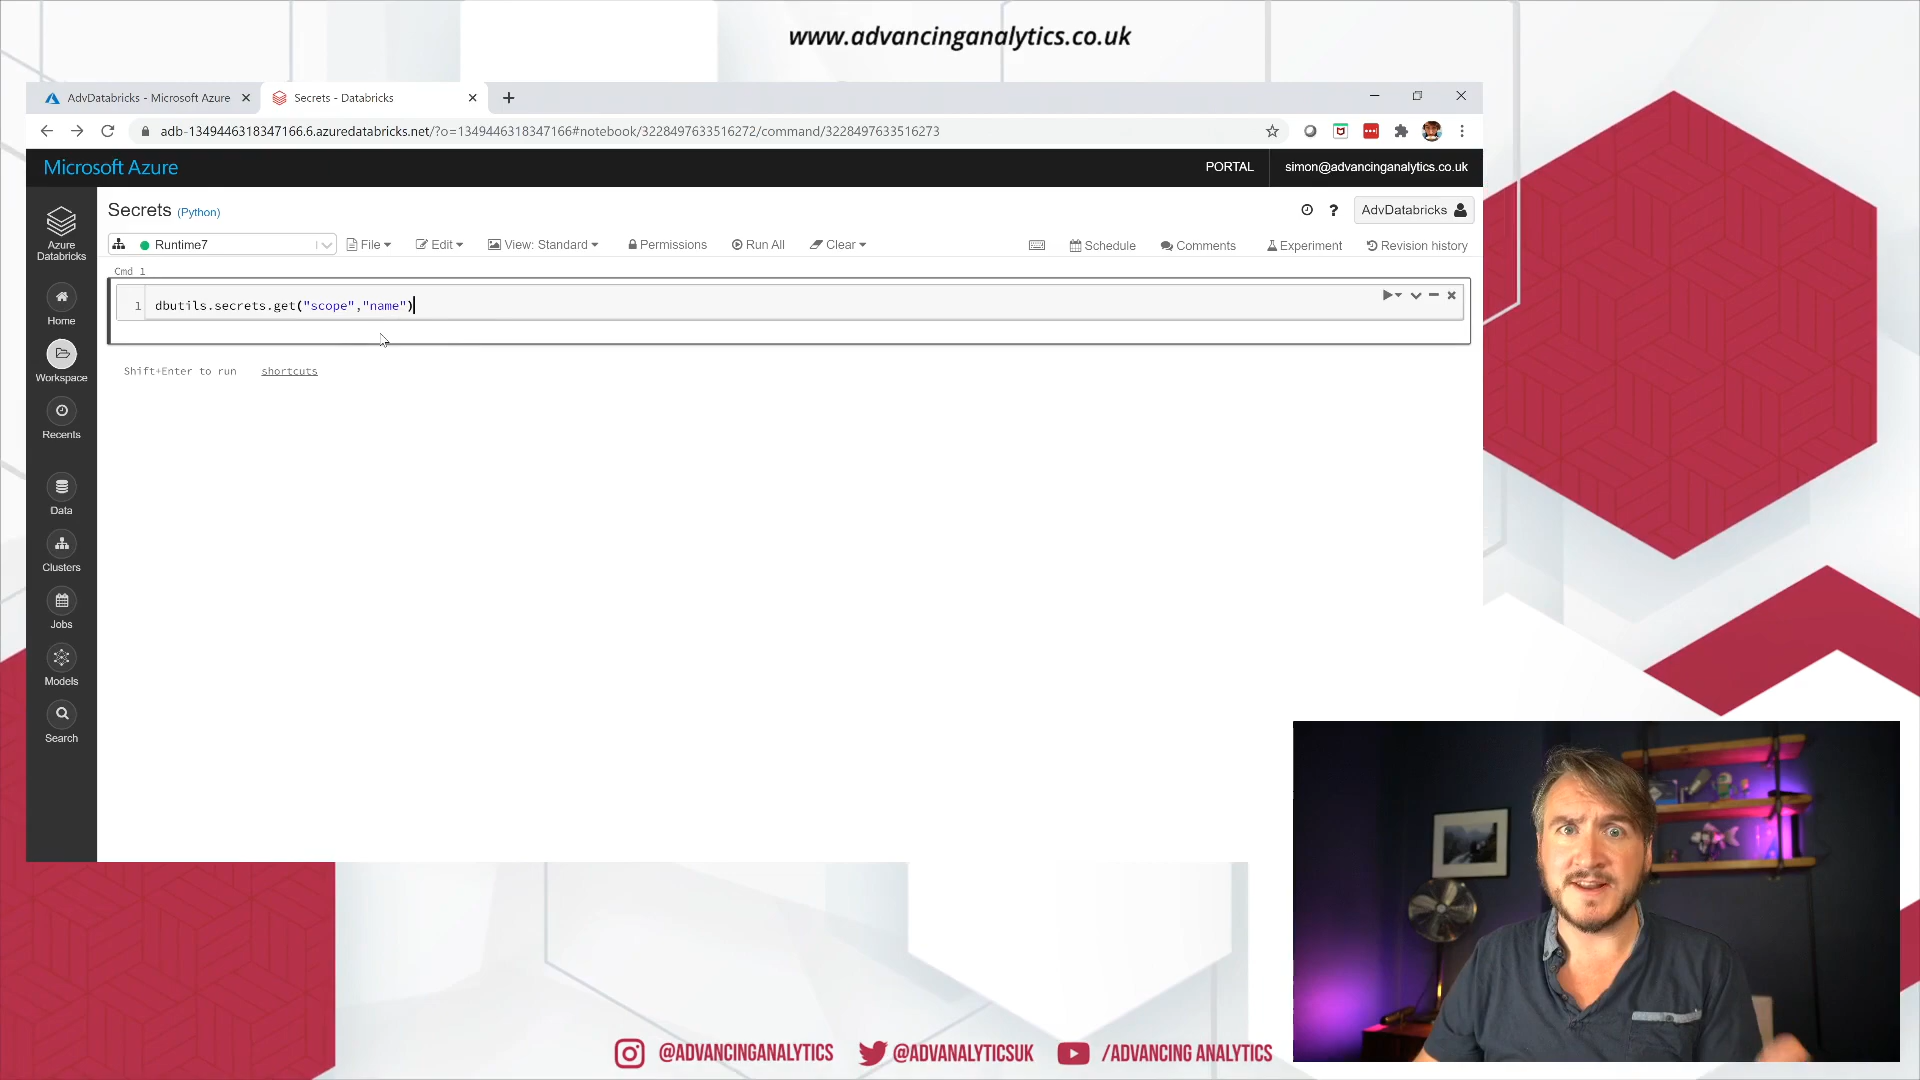 www.advancinganalytics.co.uk
AdvDatabricks - Microsoft Azure
Secrets - Databricks
adb-1349446318347166.6.azuredatabricks.net/?o=1349446318347166#notebook/3228497633516272/command/3228497633516273
Microsoft Azure
PORTAL
simon@advancinganalytics.co.uk
Azure Databricks
Secrets (Python)
AdvDatabricks
Runtime7
File
Edit
View: Standard
Permissions
Run All
Clear
Schedule
Comments
Experiment
Revision history
Cmd 1
1 dbutils.secrets.get("scope","name")
Shift+Enter to run shortcuts
Home
Workspace
Recents
Data
Clusters
Jobs
Models
Search
@ADVANCINGANALYTICS
@ADVANALYTICSUK
/ADVANCING ANALYTICS